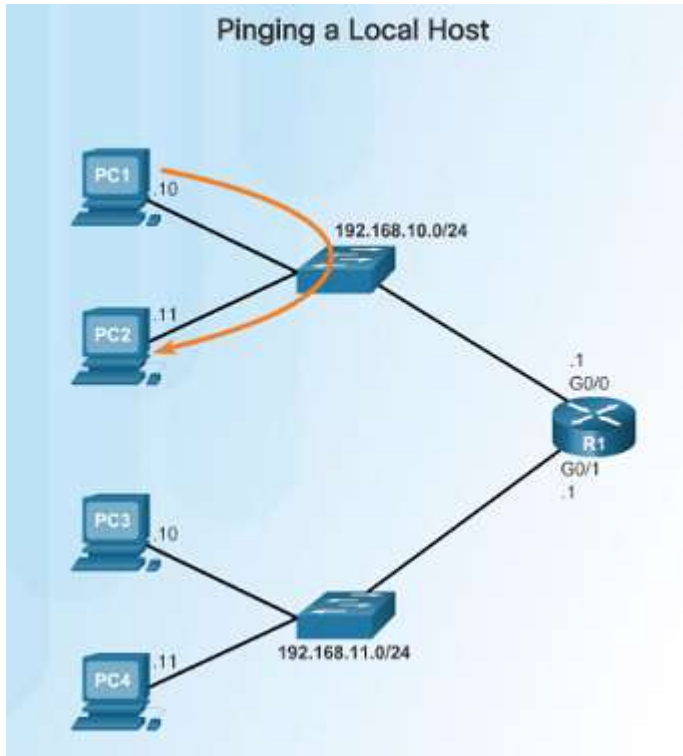 Pinging a Local Host
PC1
.10
192.168.10.0/24
.11
PC2
.1
G0/0
R1
G0/1
.1
PC3
.10
192.168.11.0/24
.11
PC4